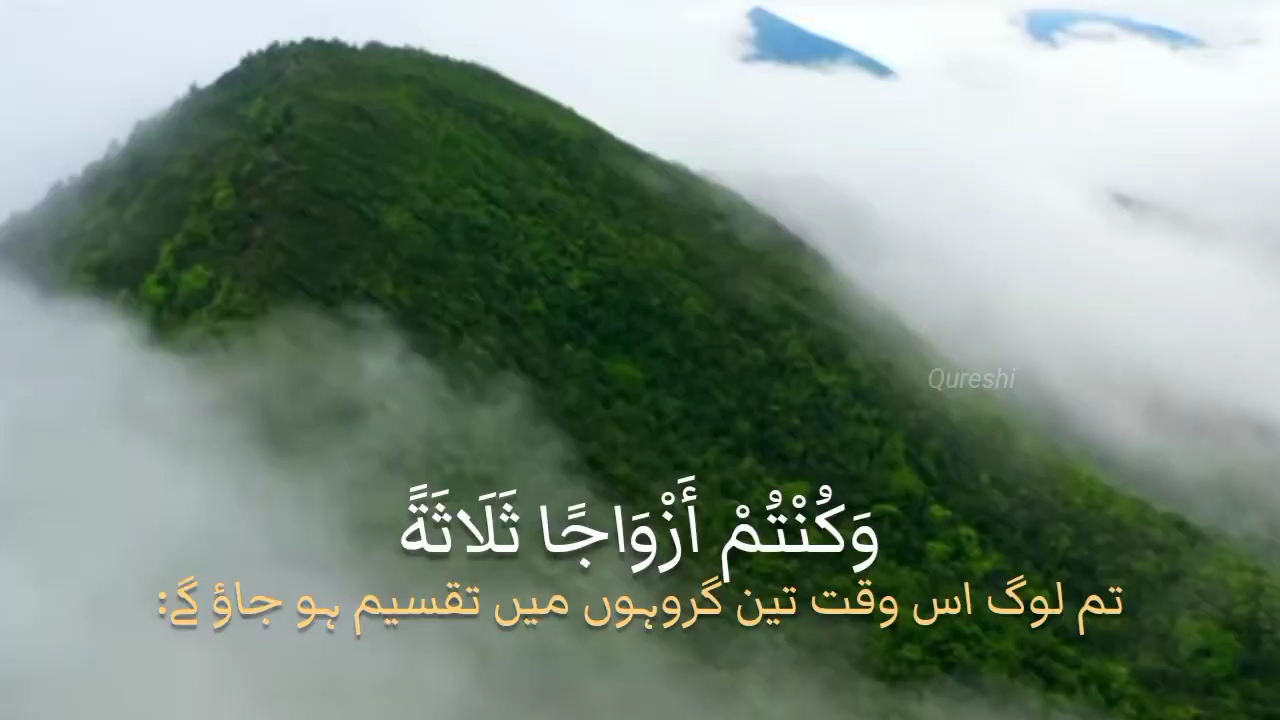 Qureshi
وَكُنْتُمْ أَزْوَاجًا ثَلَاثَةً
تم لوگ اس وقت تین گروہوں میں تقسیم ہو جاؤ گے: